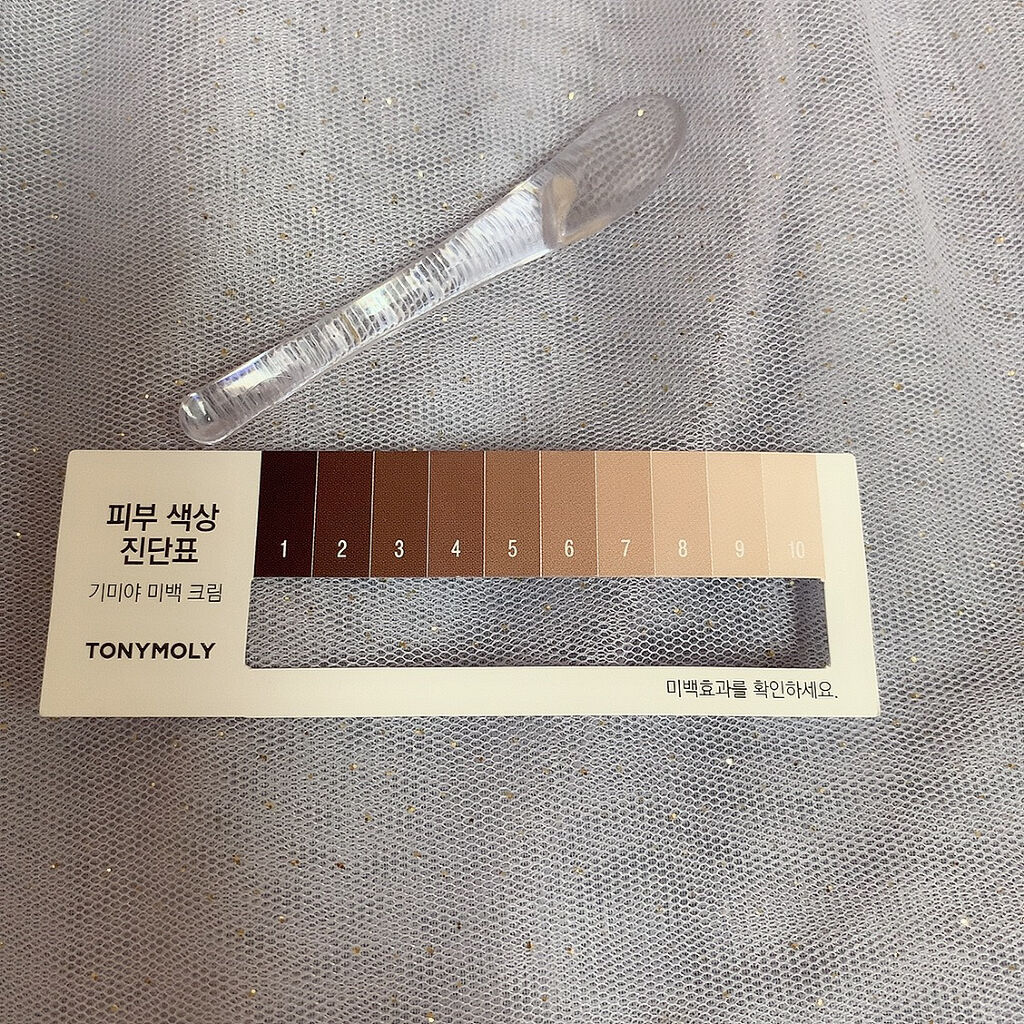 피부 색상
진단표
기미야 미백 크림
TONYMOLY
1 2 3 4 5 6 7 8 9 10
미백효과를 확인하세요.